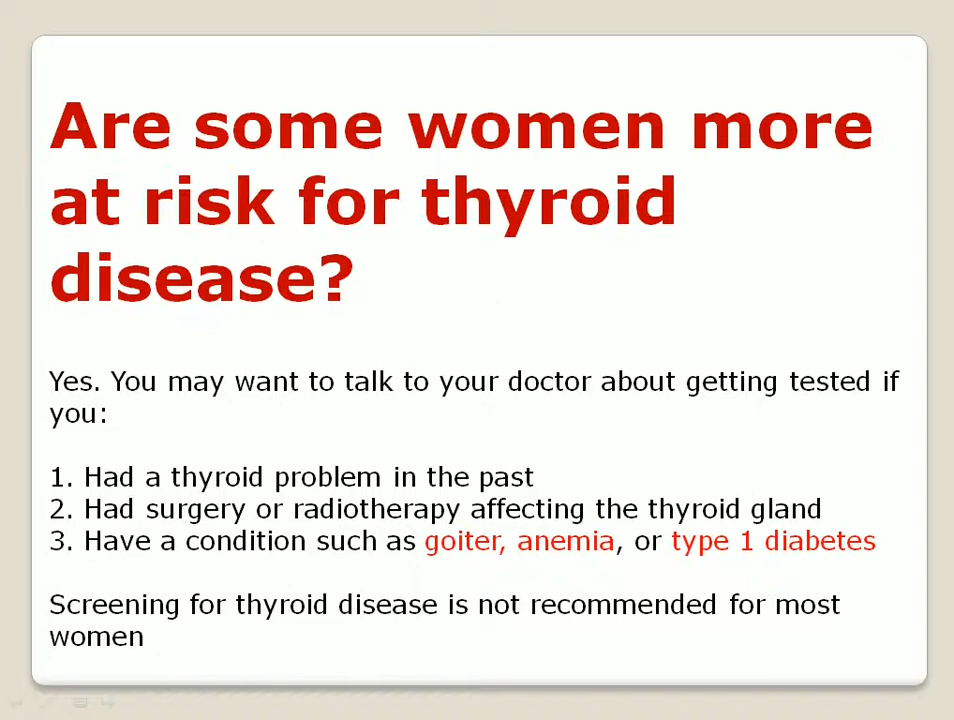 Are some women more
at risk for thyroid
disease?
Yes. You may want to talk to your doctor about getting tested if
you:
1. Had a thyroid problem in the past
2. Had surgery or radiotherapy affecting the thyroid gland
3. Have a condition such as goiter, anemia, or type 1 diabetes
Screening for thyroid disease is not recommended for most
women